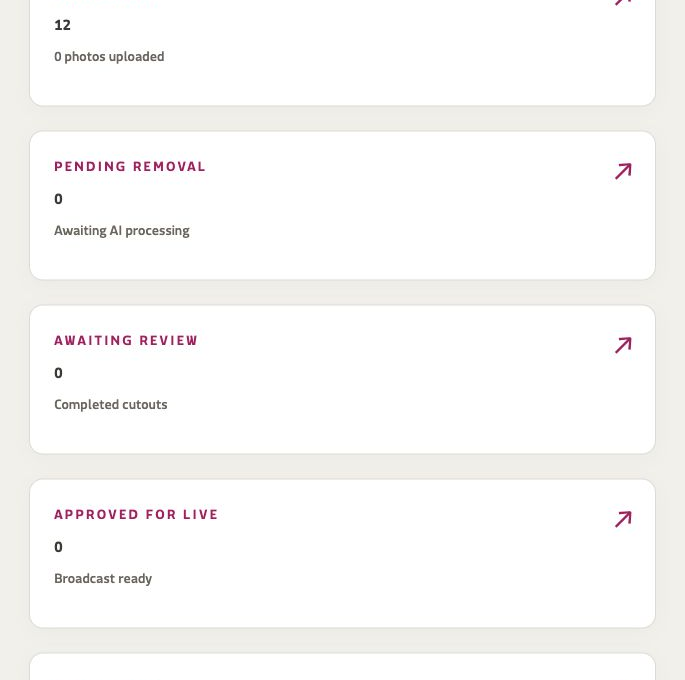 12
0 photos uploaded
PENDING REMOVAL
0
Awaiting AI processing
AWAITING REVIEW
0
Completed cutouts
APPROVED FOR LIVE
0
Broadcast ready